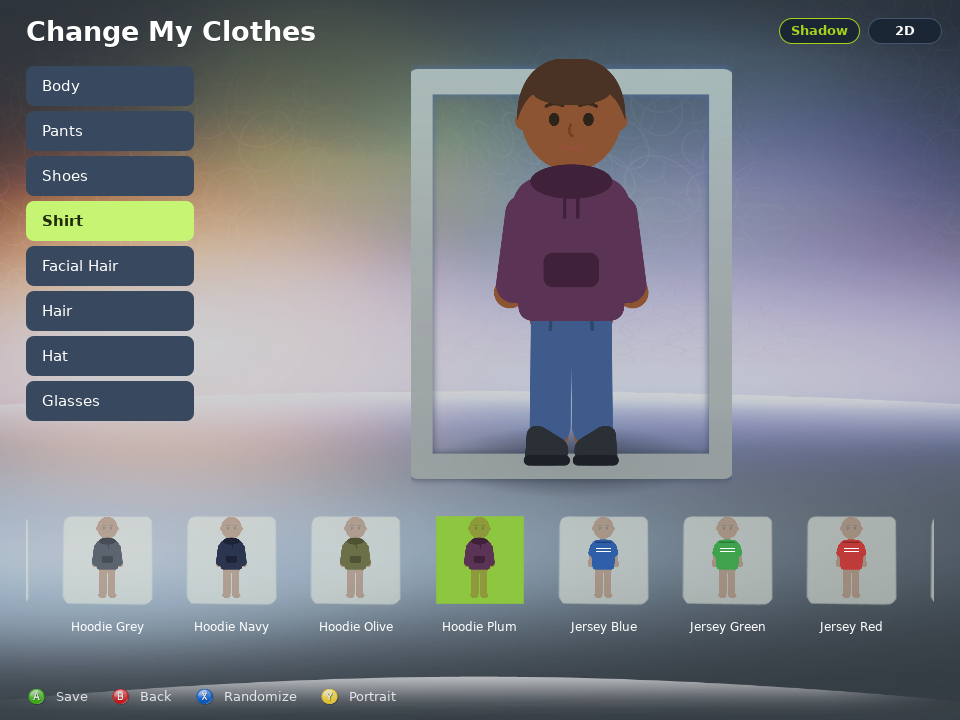 Change My Clothes
Shadow
2D
Body
Pants
Shoes
Shirt
Facial Hair
Hair
Hat
Glasses
Hoodie Grey
Hoodie Navy
Hoodie Olive
Hoodie Plum
Jersey Blue
Jersey Green
Jersey Red
A Save
B Back
X Randomize
Y Portrait